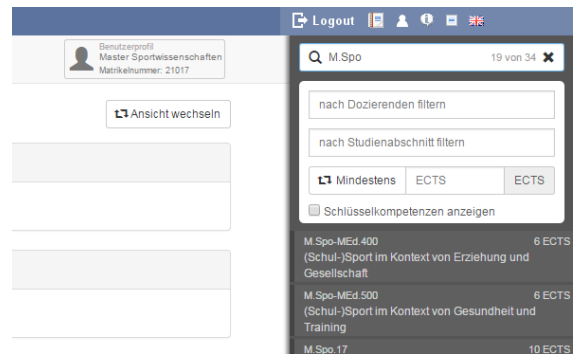 Logout
Benutzerprofil
Master Sportwissenschaften
Matrikelnummer: 21017
Ansicht wechseln
M.Spo 19 von 34
nach Dozierenden filtern
nach Studienabschnitt filtern
Mindestens ECTS ECTS
Schlüsselkompetenzen anzeigen
M.Spo-MEd.400 6 ECTS
(Schul-)Sport im Kontext von Erziehung und
Gesellschaft
M.Spo-MEd.500 6 ECTS
(Schul-)Sport im Kontext von Gesundheit und
Training
M.Spo.17 10 ECTS